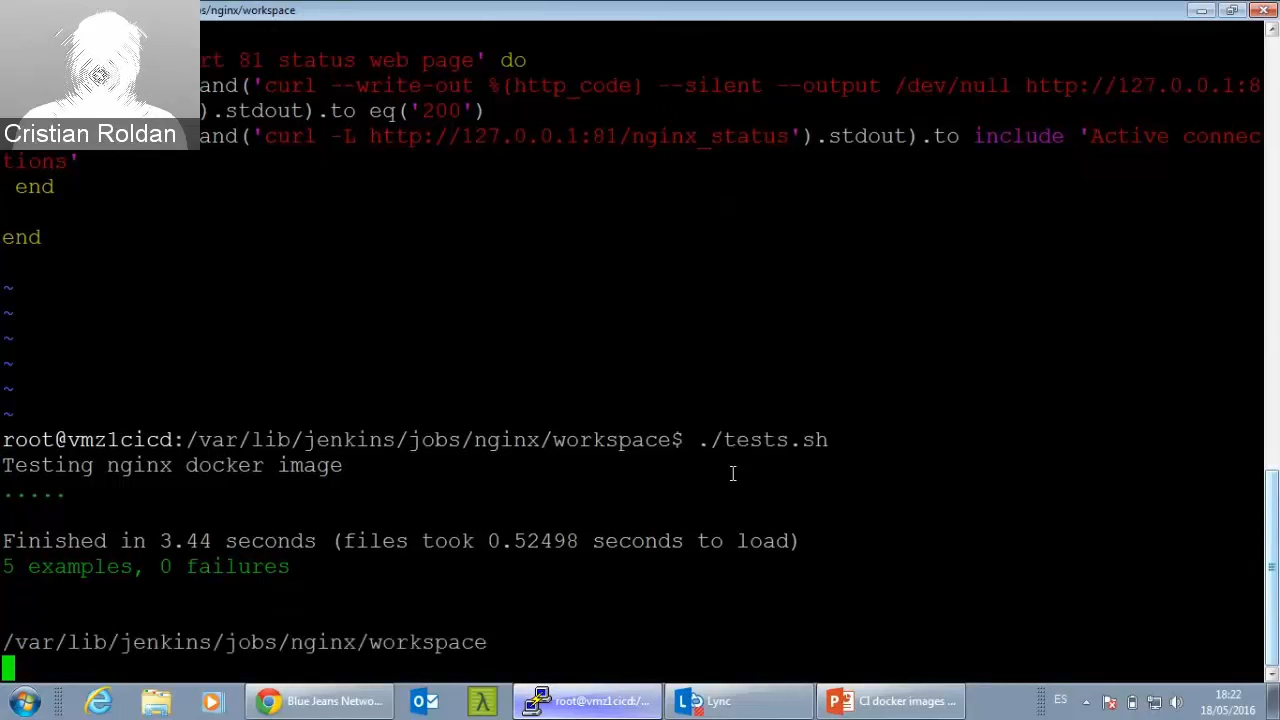 s/nginx/workspace
rt 81 status web page' do
and('curl --write-out %{http_code} --silent --output /dev/null http://127.0.0.1:8
).stdout).to eq('200')
Cristian Roldan
and('curl -L http://127.0.0.1:81/nginx_status').stdout).to include 'Active connec
tions'
end
end
~
~
~
~
~
~
root@vmz1cicd:/var/lib/jenkins/jobs/nginx/workspace$ ./tests.sh
Testing nginx docker image
.....
Finished in 3.44 seconds (files took 0.52498 seconds to load)
5 examples, 0 failures
/var/lib/jenkins/jobs/nginx/workspace
Blue Jeans Netwo...
root@vmz1cicd:/...
Lync
CI docker images ...
ES
18:22
18/05/2016